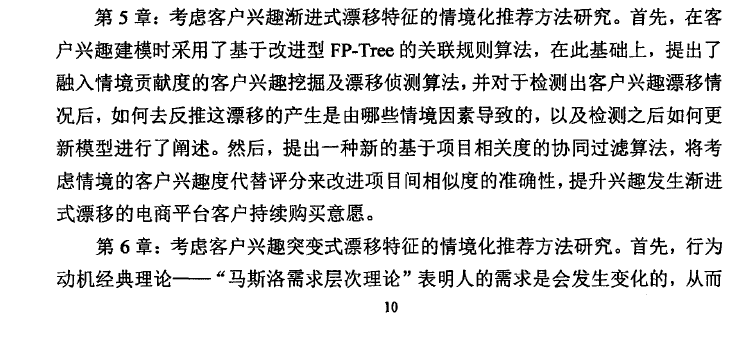 第 5 章：考虑客户兴趣渐进式漂移特征的情境化推荐方法研究。首先，在客
户兴趣建模时采用了基于改进型 FP-Tree 的关联规则算法，在此基础上，提出了
融入情境贡献度的客户兴趣挖掘及漂移侦测算法，并对于检测出客户兴趣漂移情
况后，如何去反推这漂移的产生是由哪些情境因素导致的，以及检测之后如何更
新模型进行了阐述。然后，提出一种新的基于项目相关度的协同过滤算法，将考
虑情境的客户兴趣度代替评分来改进项目间相似度的准确性，提升兴趣发生渐进
式漂移的电商平台客户持续购买意愿。
第 6 章：考虑客户兴趣突变式漂移特征的情境化推荐方法研究。首先，行为
动机经典理论——“马斯洛需求层次理论”表明人的需求是会发生变化的，从而
10